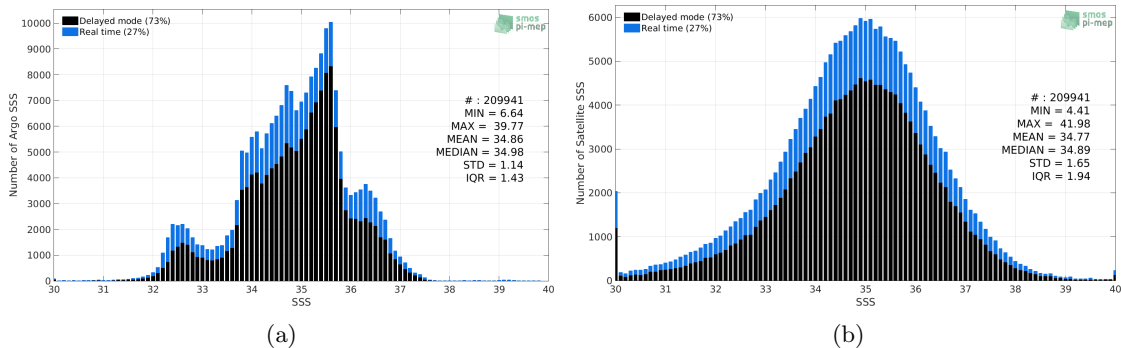 Delayed mode (73%)
Real time (27%)
smos
pi-mep
10000
9000
8000
7000
6000
5000
4000
3000
2000
1000
0
Number of Argo SSS
# : 209941
MIN = 6.64
MAX = 39.77
MEAN = 34.86
MEDIAN = 34.98
STD = 1.14
IQR = 1.43
30 31 32 33 34 35 36 37 38 39 40
SSS
(a)
Delayed mode (73%)
Real time (27%)
smos
pi-mep
6000
5000
4000
3000
2000
1000
0
Number of Satellite SSS
# : 209941
MIN = 4.41
MAX = 41.98
MEAN = 34.77
MEDIAN = 34.89
STD = 1.65
IQR = 1.94
30 31 32 33 34 35 36 37 38 39 40
SSS
(b)